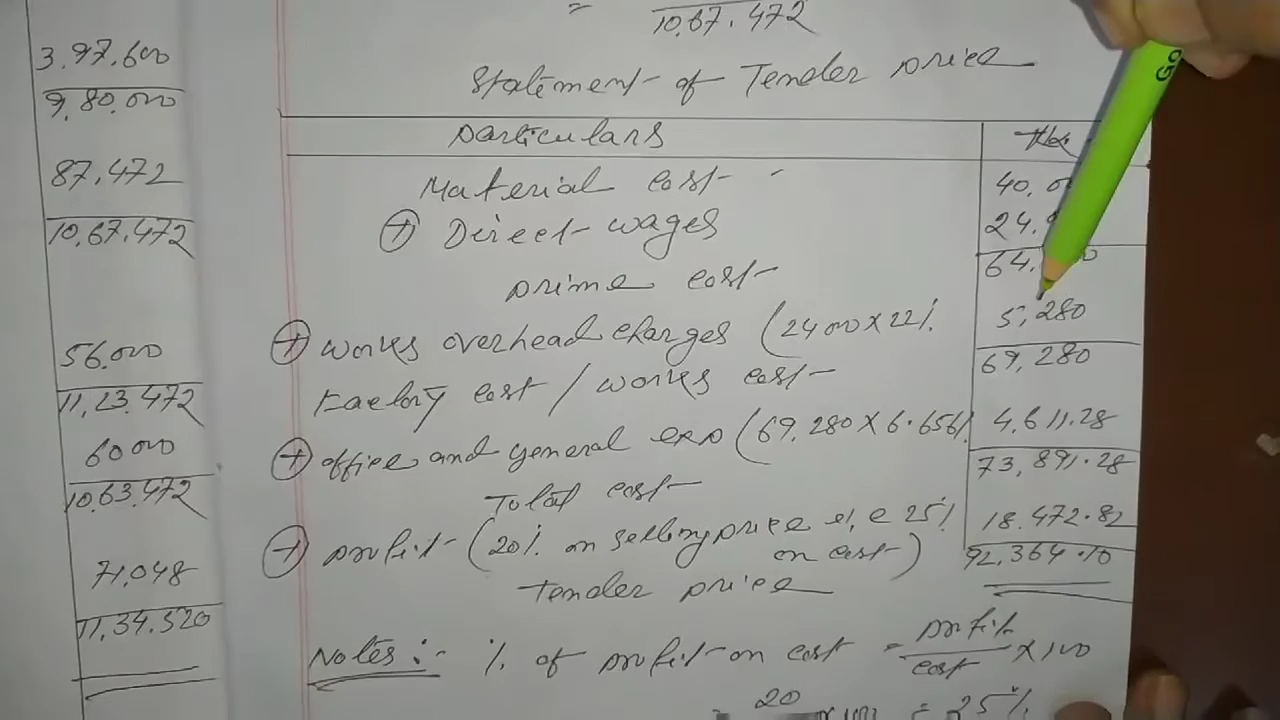 3,97,600
9,80,000
87,472
10,67,472
56,000
11,23,472
60000
10,63,472
71,048
11,34,520
=
10,67,472
Statement of Tender price
Particulars
Material cost 40,0
+ Direct wages 24,
prime cost 64, 0
+ works overhead charges (24000 x 22% 5,280
Factory cost / works cost 69,280
+ office and general exp (69,280 x 6.656% 4,611.28
Total cost 73,891.28
+ profit (20% on selling price i,e 25% on cost) 18,472.82
Tender price 92,364.10
Notes :- % of profit on cost = profit/cost x 100
= 20 x 100 = 25%
Go